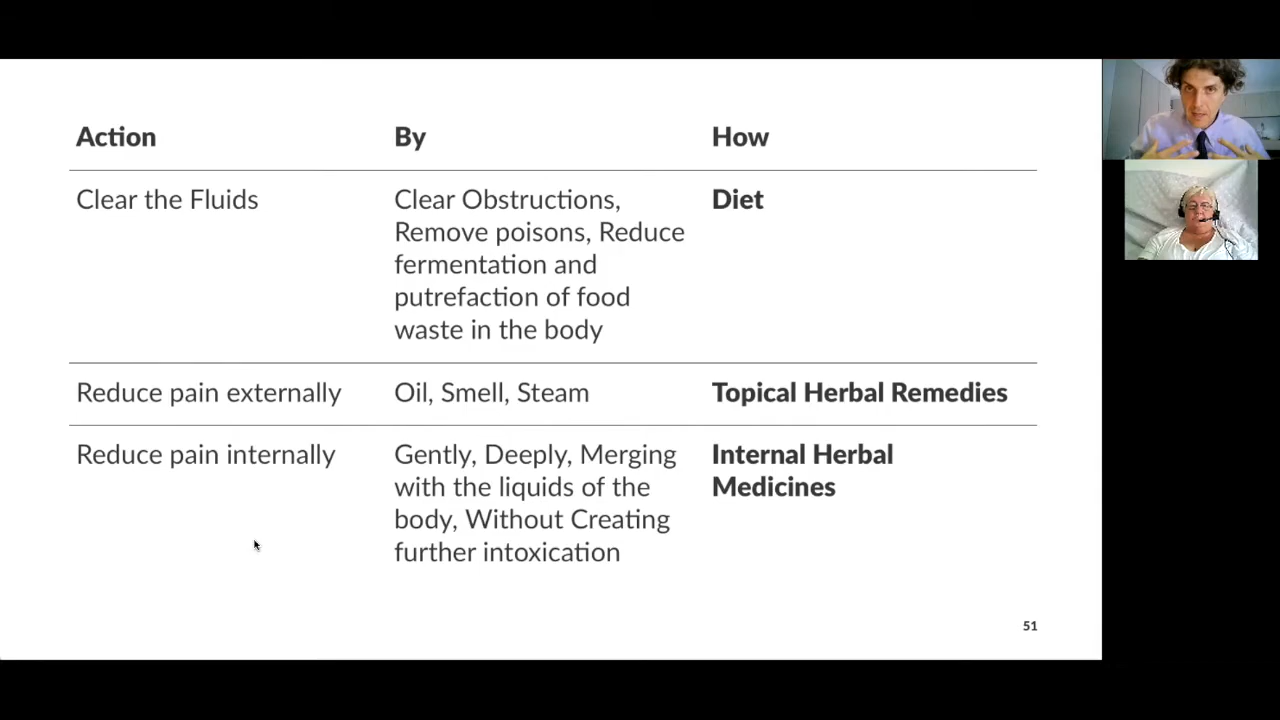 Action By How
Clear the Fluids
Clear Obstructions,
Remove poisons, Reduce
fermentation and
putrefaction of food
waste in the body
Diet
Reduce pain externally
Oil, Smell, Steam
Topical Herbal Remedies
Reduce pain internally
Gently, Deeply, Merging
with the liquids of the
body, Without Creating
further intoxication
Internal Herbal
Medicines
51